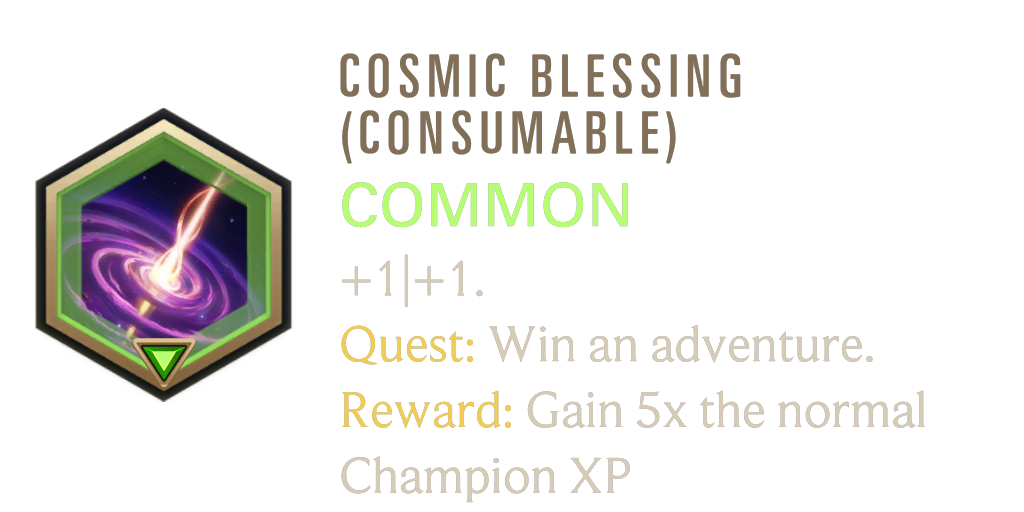 COSMIC BLESSING
(CONSUMABLE)
COMMON
+1|+1.
Quest: Win an adventure.
Reward: Gain 5x the normal
Champion XP